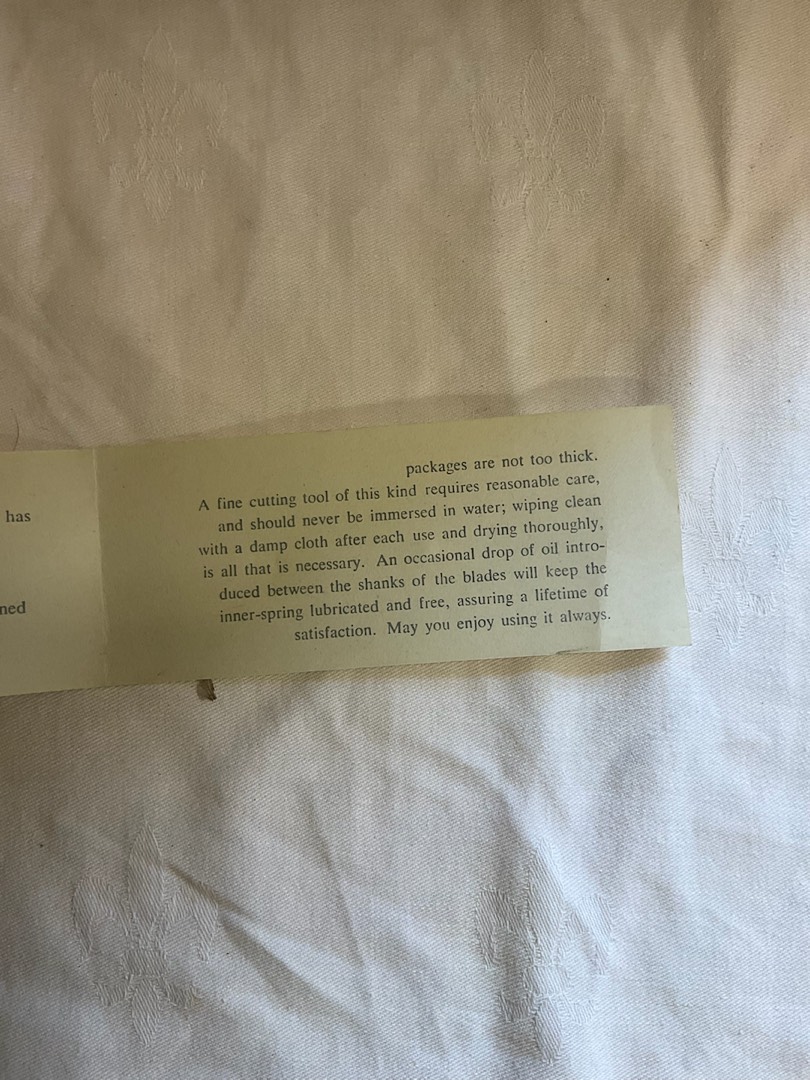 has
ned
packages are not too thick.
A fine cutting tool of this kind requires reasonable care,
and should never be immersed in water; wiping clean
with a damp cloth after each use and drying thoroughly,
is all that is necessary. An occasional drop of oil intro-
duced between the shanks of the blades will keep the
inner-spring lubricated and free, assuring a lifetime of
satisfaction. May you enjoy using it always.